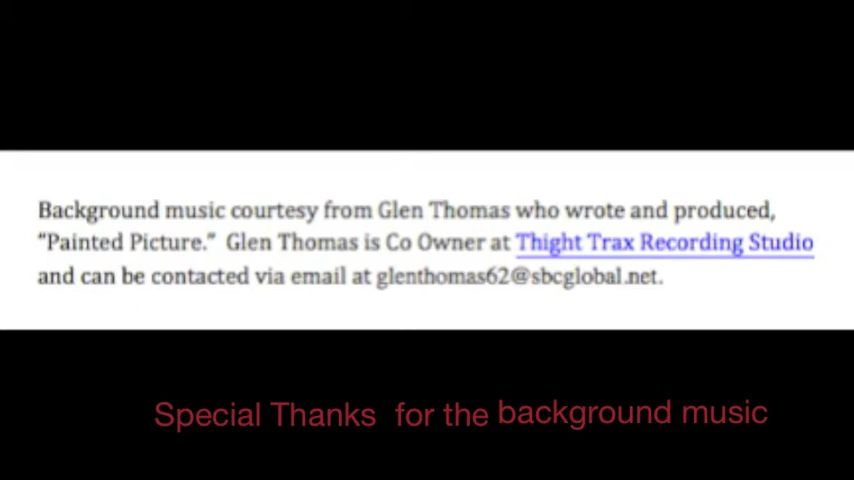 Background music courtesy from Glen Thomas who wrote and produced,
“Painted Picture.”  Glen Thomas is Co Owner at Thight Trax Recording Studio
and can be contacted via email at glenthomas62@sbcglobal.net.
Special Thanks  for the background music